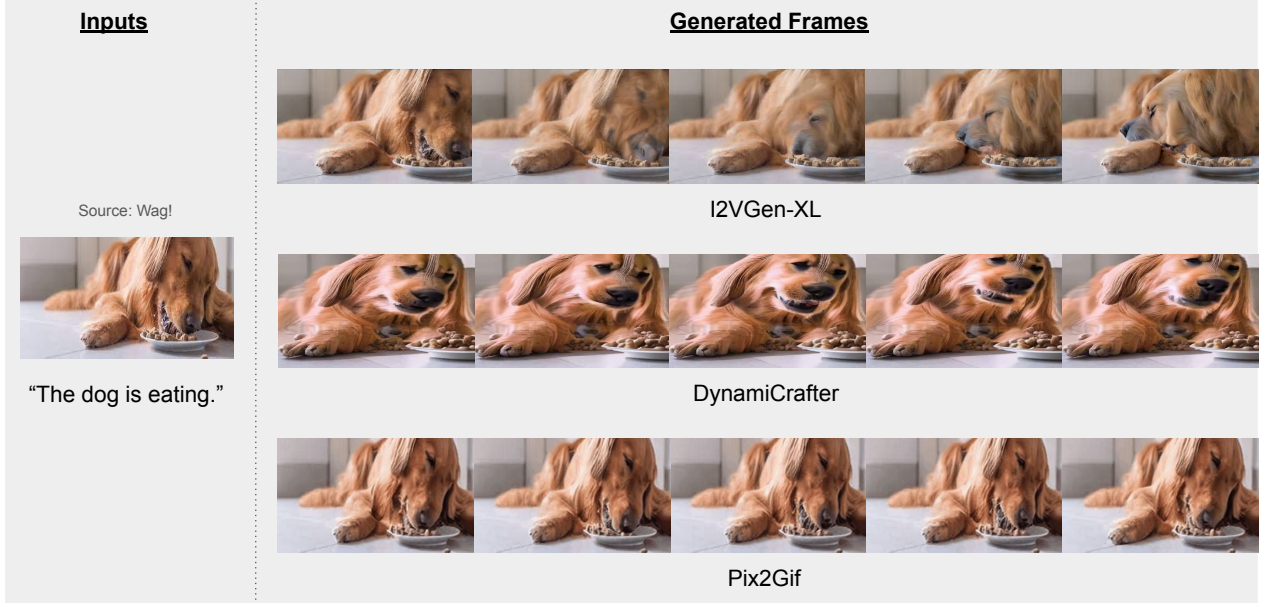 Inputs
Generated Frames
Source: Wag!
“The dog is eating.”
I2VGen-XL
DynamiCrafter
Pix2Gif